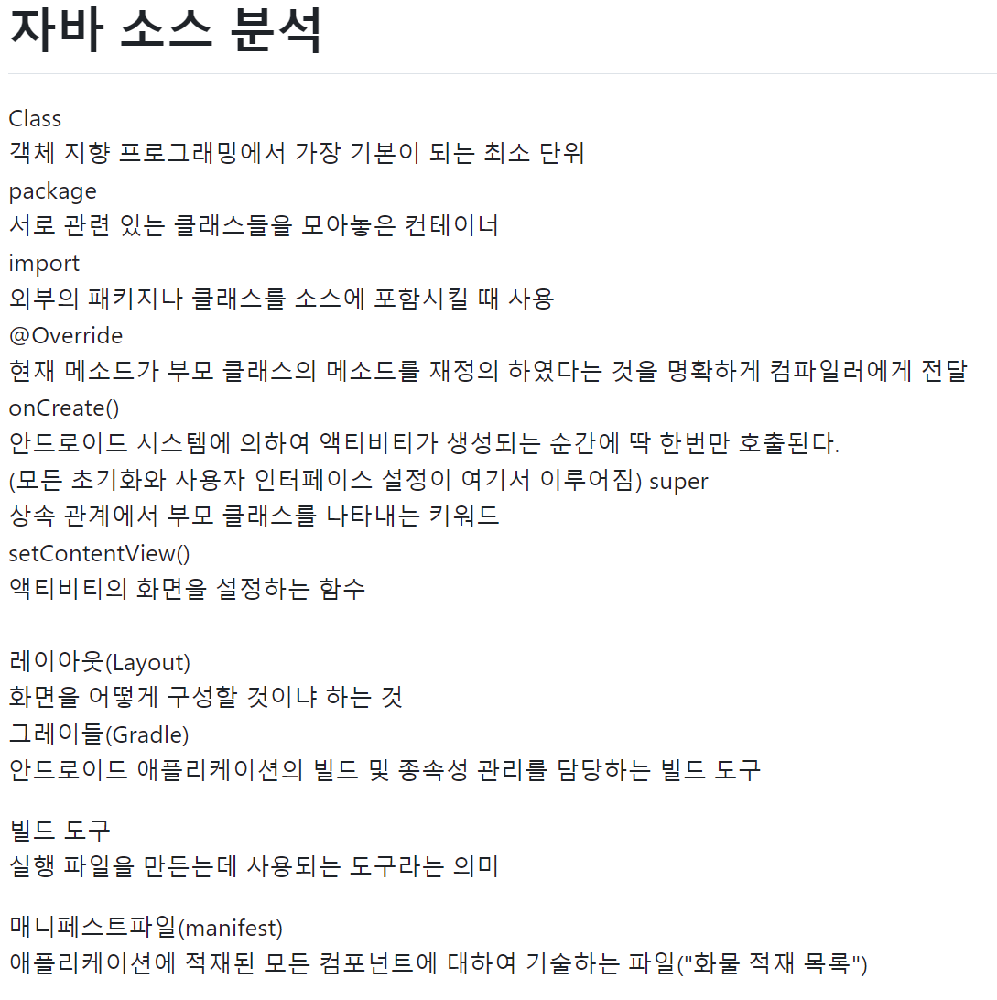 자바 소스 분석
Class
객체 지향 프로그래밍에서 가장 기본이 되는 최소 단위
package
서로 관련 있는 클래스들을 모아놓은 컨테이너
import
외부의 패키지나 클래스를 소스에 포함시킬 때 사용
@Override
현재 메소드가 부모 클래스의 메소드를 재정의 하였다는 것을 명확하게 컴파일러에게 전달
onCreate()
안드로이드 시스템에 의하여 액티비티가 생성되는 순간에 딱 한번만 호출된다.
(모든 초기화와 사용자 인터페이스 설정이 여기서 이루어짐) super
상속 관계에서 부모 클래스를 나타내는 키워드
setContentView()
액티비티의 화면을 설정하는 함수
레이아웃(Layout)
화면을 어떻게 구성할 것이냐 하는 것
그레이들(Gradle)
안드로이드 애플리케이션의 빌드 및 종속성 관리를 담당하는 빌드 도구
빌드 도구
실행 파일을 만든는데 사용되는 도구라는 의미
매니페스트파일(manifest)
애플리케이션에 적재된 모든 컴포넌트에 대하여 기술하는 파일("화물 적재 목록")